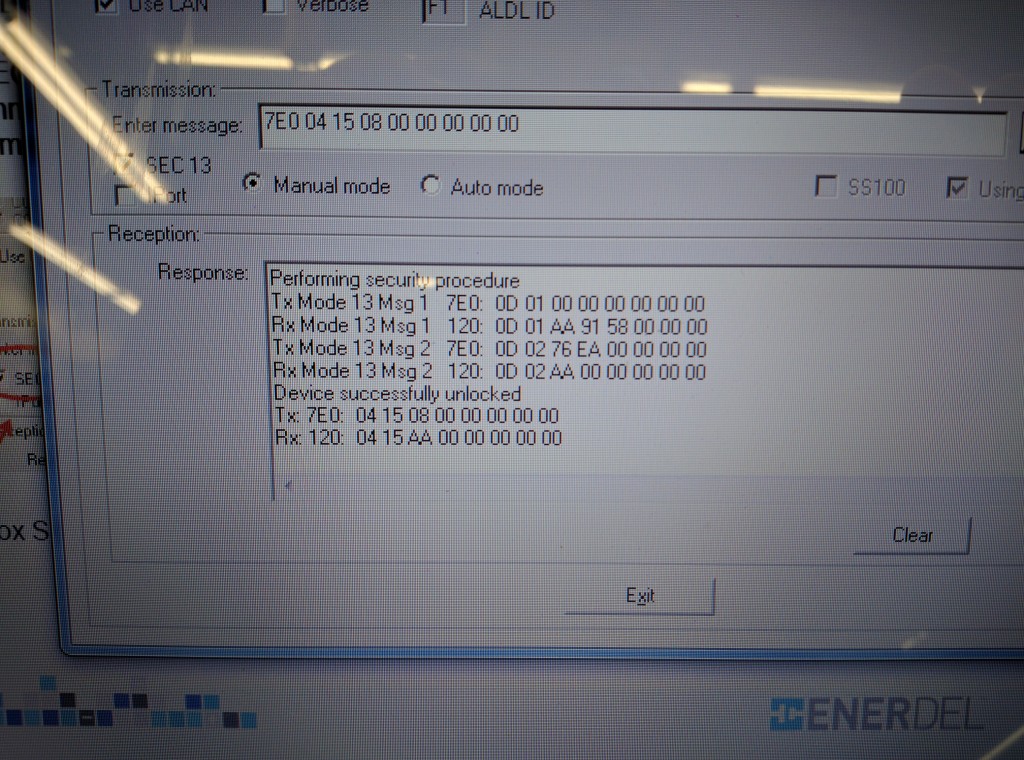 Use CAN
Verbose
F1
ALDL ID
Transmission:
Enter message:
7E0 04 15 08 00 00 00 00 00
SEC 13
Port
Manual mode
Auto mode
SS100
Using
Reception:
Response:
Performing security procedure
Tx Mode 13 Msg 1 7E0: 0D 01 00 00 00 00 00 00
Rx Mode 13 Msg 1 120: 0D 01 AA 91 58 00 00 00
Tx Mode 13 Msg 2 7E0: 0D 02 76 EA 00 00 00 00
Rx Mode 13 Msg 2 120: 0D 02 AA 00 00 00 00 00
Device successfully unlocked
Tx: 7E0: 04 15 08 00 00 00 00 00
Rx: 120: 04 15 AA 00 00 00 00 00
Clear
Exit
Use
ox S
ENERDEL